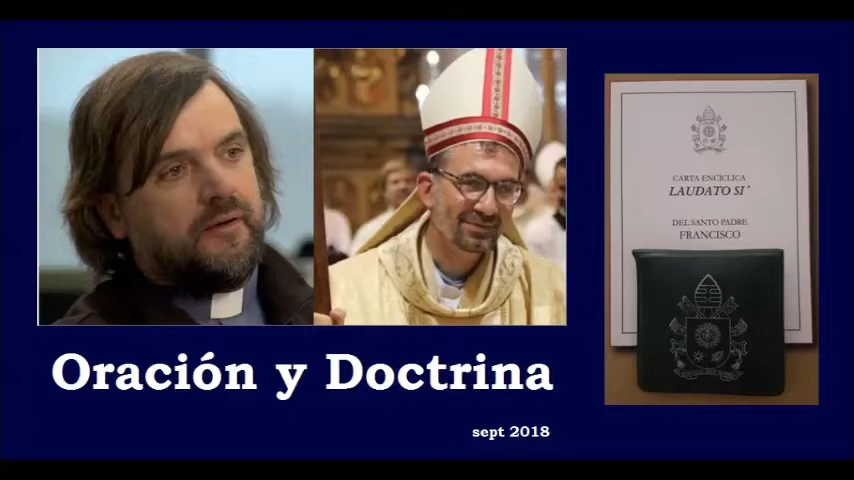 CARTA ENCÍCLICA
LAUDATO SI´
DEL SANTO PADRE
FRANCISCO
Oración y Doctrina
sept 2018